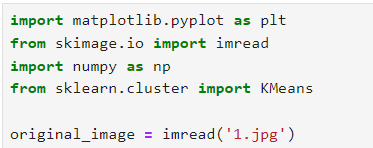 import matplotlib.pyplot as plt
from skimage.io import imread
import numpy as np
from sklearn.cluster import KMeans
original_image = imread('1.jpg')